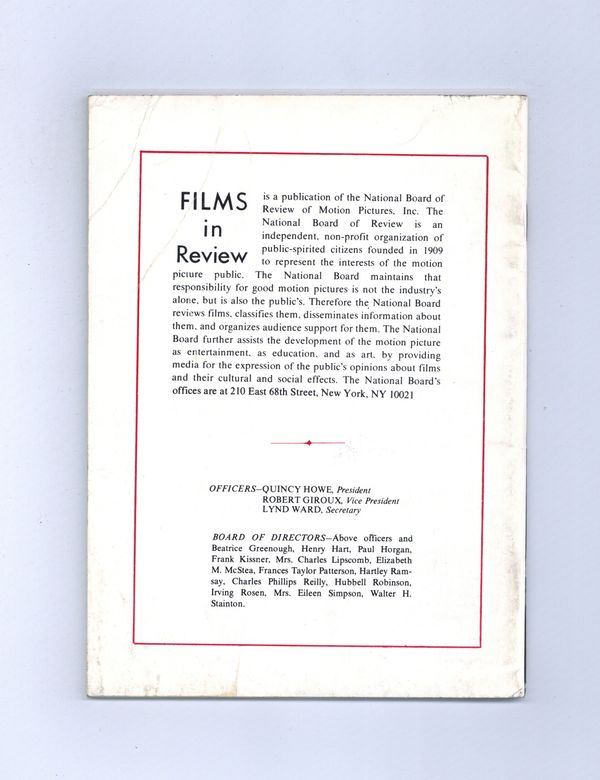 FILMS
in
Review
is a publication of the National Board of
Review of Motion Pictures, Inc. The
National Board of Review is an
independent, non-profit organization of
public-spirited citizens founded in 1909
to represent the interests of the motion
picture public. The National Board maintains that
responsibility for good motion pictures is not the industry's
alone, but is also the public's. Therefore the National Board
reviews films, classifies them, disseminates information about
them, and organizes audience support for them. The National
Board further assists the development of the motion picture
as entertainment, as education, and as art, by providing
media for the expression of the public's opinions about films
and their cultural and social effects. The National Board's
offices are at 210 East 68th Street, New York, NY 10021
OFFICERS—QUINCY HOWE, President
ROBERT GIROUX, Vice President
LYND WARD, Secretary
BOARD OF DIRECTORS—Above officers and
Beatrice Greenough, Henry Hart, Paul Horgan,
Frank Kissner, Mrs. Charles Lipscomb, Elizabeth
M. McStea, Frances Taylor Patterson, Hartley Ram-
say, Charles Phillips Reilly, Hubbell Robinson,
Irving Rosen, Mrs. Eileen Simpson, Walter H.
Stainton.